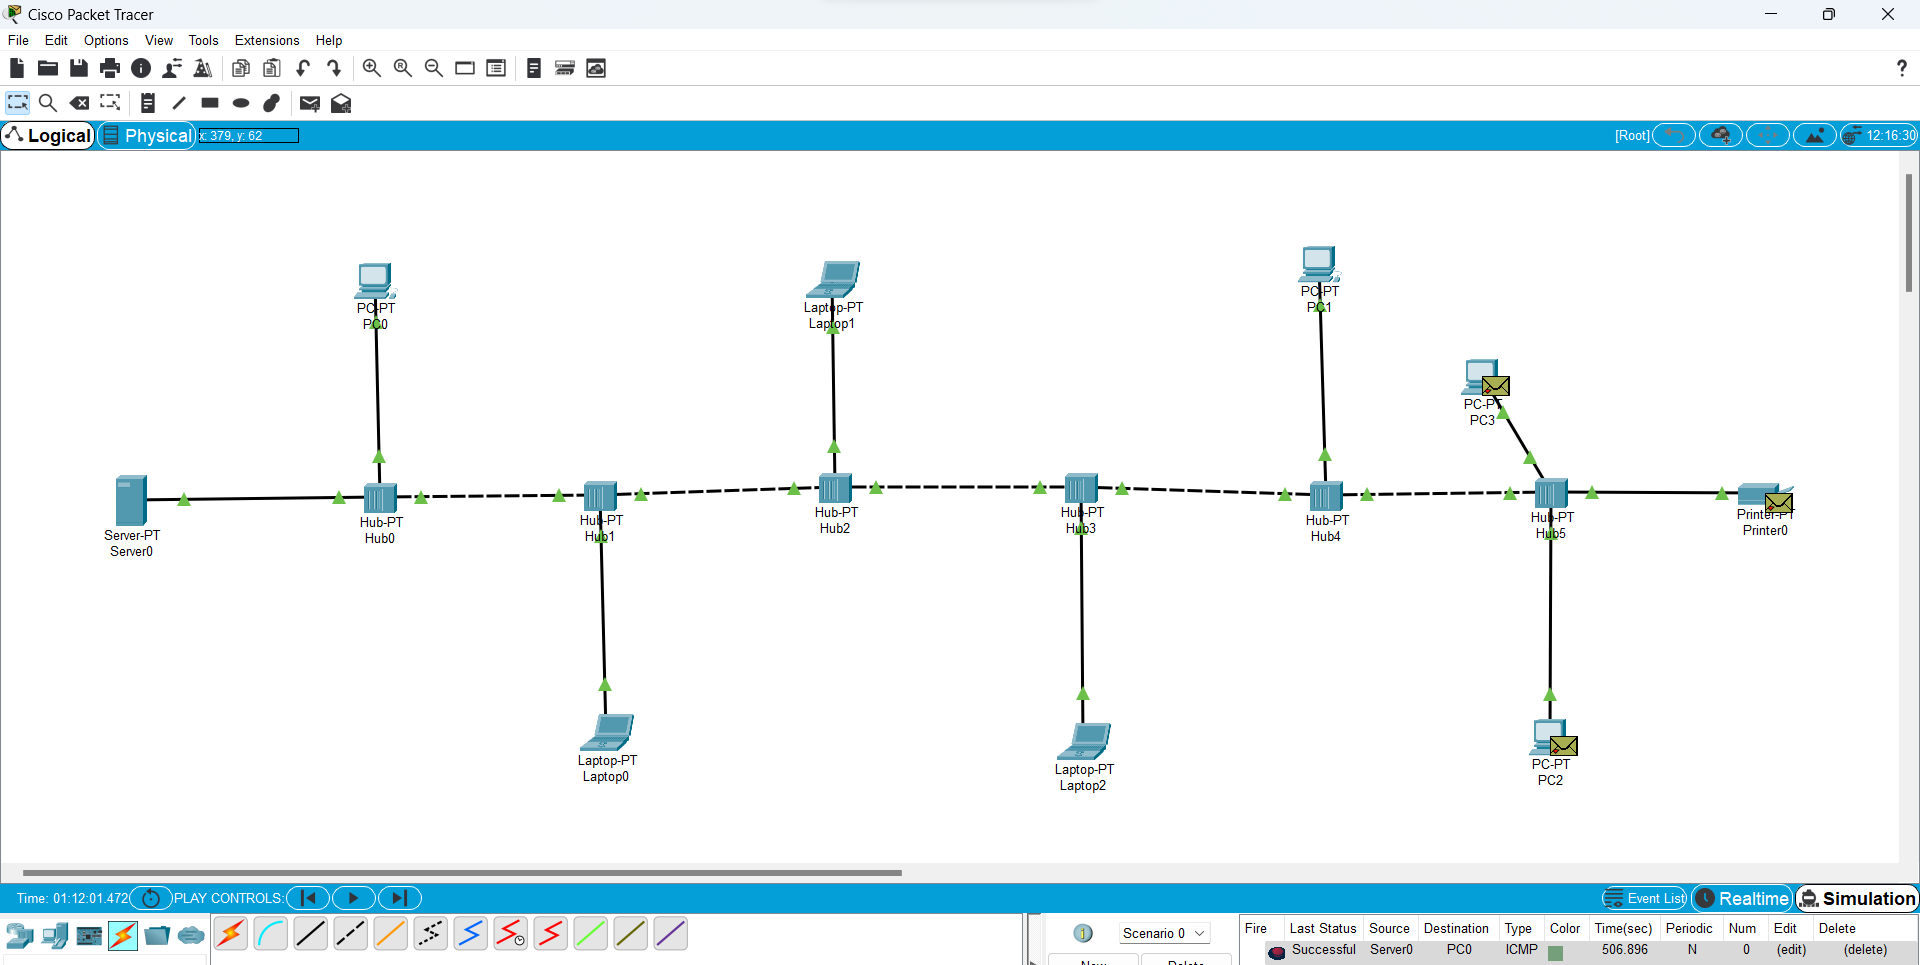 Cisco Packet Tracer
File Edit Options View Tools Extensions Help
?
Logical Physical x: 379, y: 62 [Root] 12:16:30
PC-PT
PC0
Laptop-PT
Laptop1
PC-PT
PC1
PC-PT
PC3
Server-PT
Server0
Hub-PT
Hub0
Hub-PT
Hub1
Hub-PT
Hub2
Hub-PT
Hub3
Hub-PT
Hub4
Hub-PT
Hub5
Printer-PT
Printer0
Laptop-PT
Laptop0
Laptop-PT
Laptop2
PC-PT
PC2
Time: 01:12:01.472 PLAY CONTROLS: Event List Realtime Simulation
1 Scenario 0
New Delete
Fire Last Status Source Destination Type Color Time(sec) Periodic Num Edit Delete
Successful Server0 PC0 ICMP 506.896 N 0 (edit) (delete)